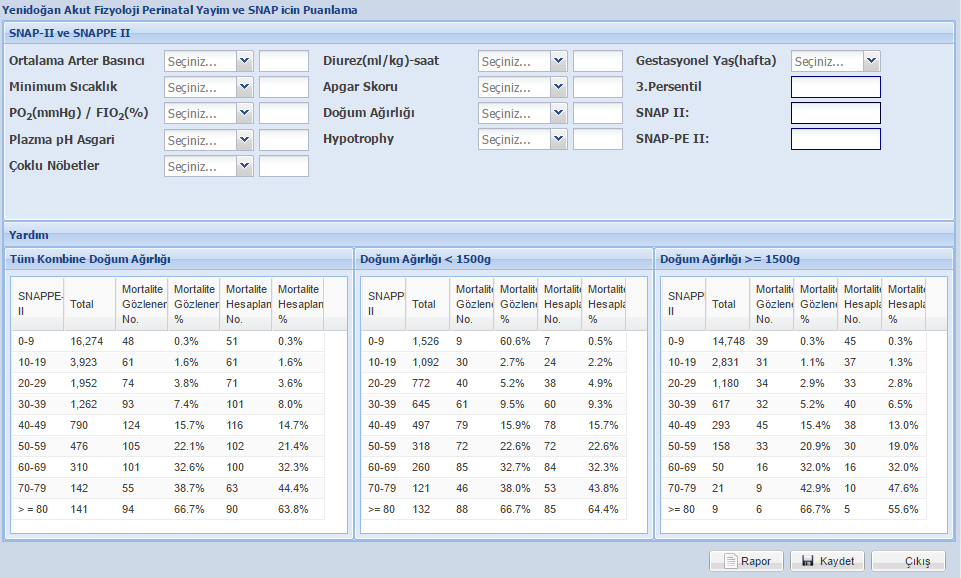 Yenidoğan Akut Fizyoloji Perinatal Yayim ve SNAP icin Puanlama
SNAP-II ve SNAPPE II
Ortalama Arter Basıncı Seçiniz... Diurez(ml/kg)-saat Seçiniz... Gestasyonel Yaş(hafta) Seçiniz...
Minimum Sıcaklık Seçiniz... Apgar Skoru Seçiniz... 3.Persentil
PO2(mmHg) / FIO2(%) Seçiniz... Doğum Ağırlığı Seçiniz... SNAP II:
Plazma pH Asgari Seçiniz... Hypotrophy Seçiniz... SNAP-PE II:
Çoklu Nöbetler Seçiniz...
Yardım
Tüm Kombine Doğum Ağırlığı
SNAPPE-II Total Mortalite Gözlener No. Mortalite Gözlener % Mortalite Hesaplan No. Mortalite Hesaplan %
0-9 16,274 48 0.3% 51 0.3%
10-19 3,923 61 1.6% 61 1.6%
20-29 1,952 74 3.8% 71 3.6%
30-39 1,262 93 7.4% 101 8.0%
40-49 790 124 15.7% 116 14.7%
50-59 476 105 22.1% 102 21.4%
60-69 310 101 32.6% 100 32.3%
70-79 142 55 38.7% 63 44.4%
> = 80 141 94 66.7% 90 63.8%
Doğum Ağırlığı < 1500g
SNAPP II Total Mortalite Gözlene No. Mortalite Gözlene % Mortalite Hesapla No. Mortalite Hesapla %
0-9 1,526 9 60.6% 7 0.5%
10-19 1,092 30 2.7% 24 2.2%
20-29 772 40 5.2% 38 4.9%
30-39 645 61 9.5% 60 9.3%
40-49 497 79 15.9% 78 15.7%
50-59 318 72 22.6% 72 22.6%
60-69 260 85 32.7% 84 32.3%
70-79 121 46 38.0% 53 43.8%
>= 80 132 88 66.7% 85 64.4%
Doğum Ağırlığı >= 1500g
SNAPP II Total Mortalite Gözlene No. Mortalite Gözlene % Mortalite Hesapla No. Mortalite Hesapla %
0-9 14,748 39 0.3% 45 0.3%
10-19 2,831 31 1.1% 37 1.3%
20-29 1,180 34 2.9% 33 2.8%
30-39 617 32 5.2% 40 6.5%
40-49 293 45 15.4% 38 13.0%
50-59 158 33 20.9% 30 19.0%
60-69 50 16 32.0% 16 32.0%
70-79 21 9 42.9% 10 47.6%
>= 80 9 6 66.7% 5 55.6%
Rapor Kaydet Çıkış